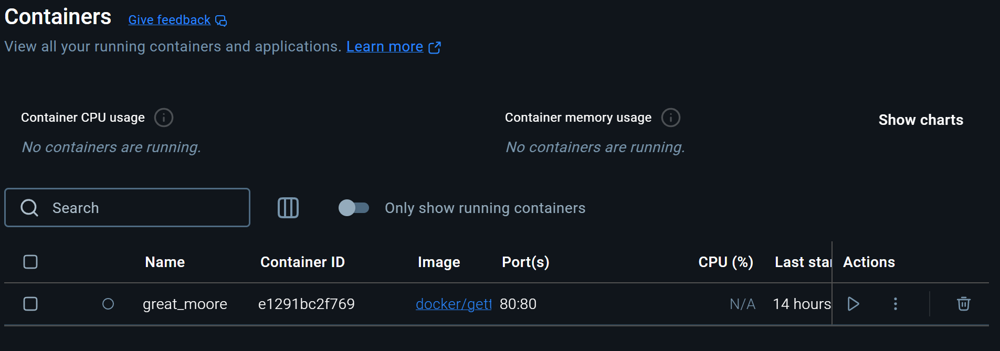 Containers Give feedback
View all your running containers and applications. Learn more
Container CPU usage
No containers are running.
Container memory usage
No containers are running.
Show charts
Search
Only show running containers
Name Container ID Image Port(s) CPU (%) Last star Actions
great_moore e1291bc2f769 docker/gett 80:80 N/A 14 hours